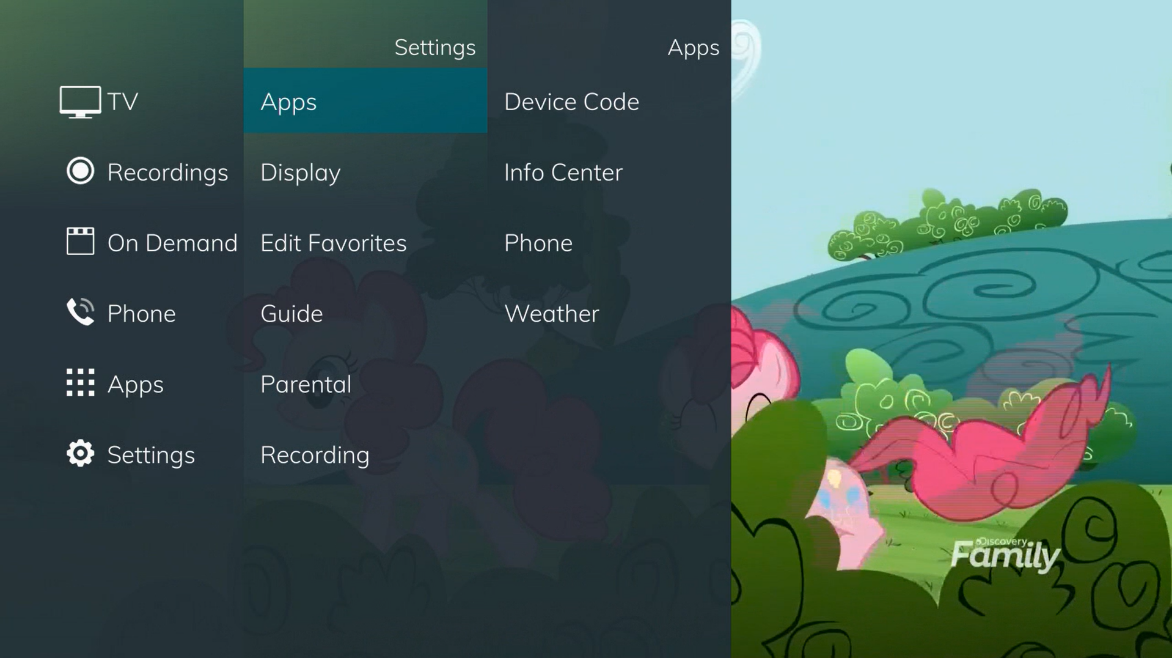 Settings
Apps
TV
Recordings
On Demand
Phone
Apps
Settings
Apps
Display
Edit Favorites
Guide
Parental
Recording
Device Code
Info Center
Phone
Weather
Discovery
Family